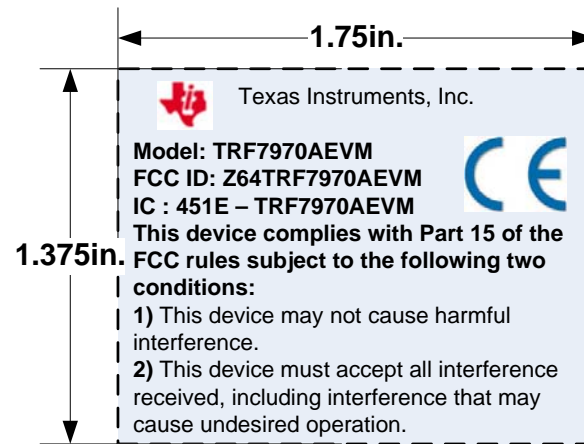 1.75in.
ti
Texas Instruments, Inc.
CE
Model: TRF7970AEVM
FCC ID: Z64TRF7970AEVM
IC : 451E – TRF7970AEVM
This device complies with Part 15 of the
1.375in.
FCC rules subject to the following two
conditions:
1) This device may not cause harmful
interference.
2) This device must accept all interference
received, including interference that may
cause undesired operation.